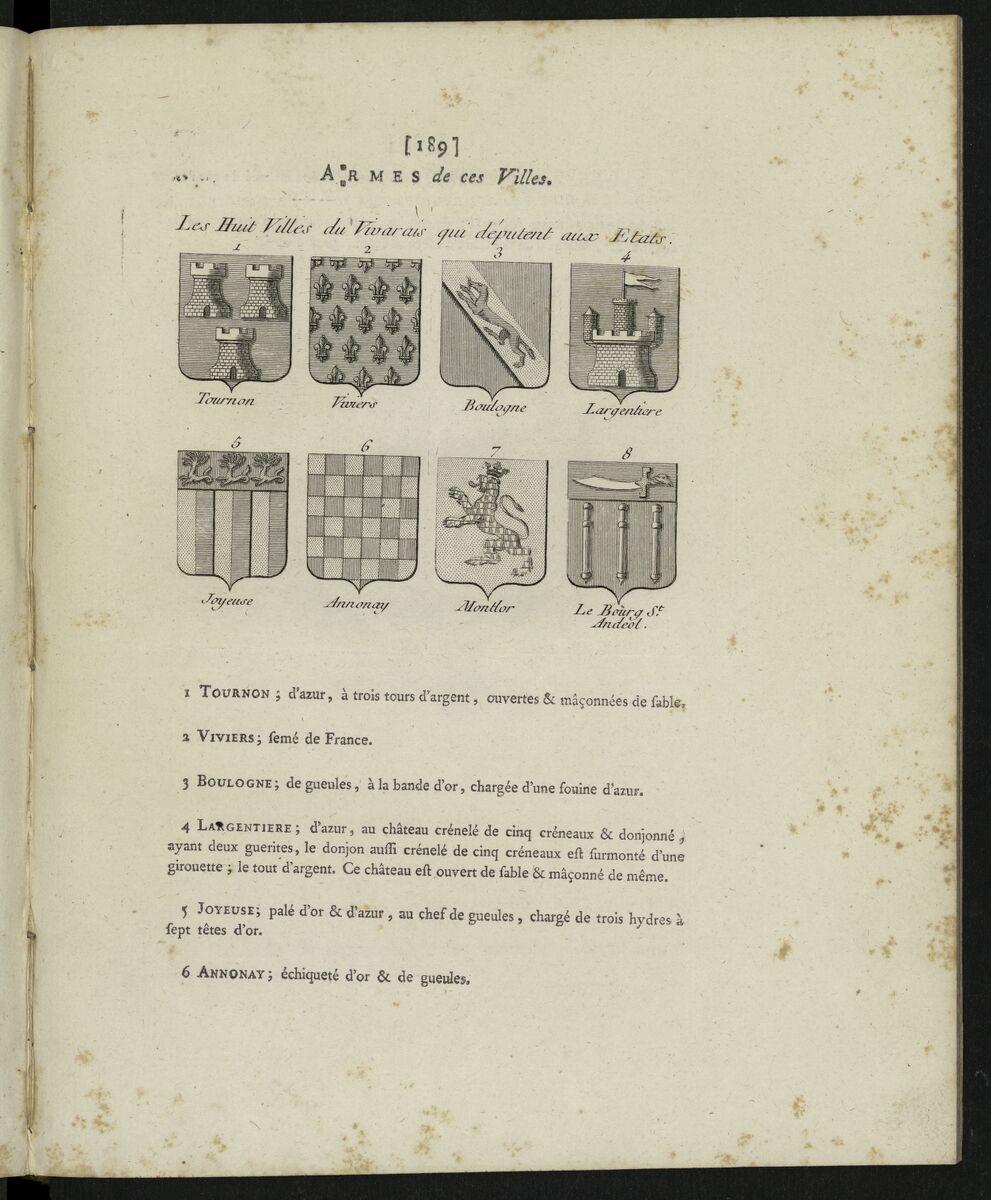 [189]
ARMES de ces Villes.
Les Huit Villes du Vivarais qui députent aux Etats.
1 2 3 4
Tournon Viviers Boulogne Largentiere
5 6 7 8
Joyeuse Annonay Montlor Le Bourg St.
Andéol.
1 TOURNON ; d'azur, à trois tours d'argent, ouvertes & mâçonnées de ſable.
2 VIVIERS ; ſemé de France.
3 BOULOGNE ; de gueules, à la bande d'or, chargée d'une fouine d'azur.
4 LARGENTIERE ; d'azur, au château crénelé de cinq créneaux & donjonné,
ayant deux guerites, le donjon auſſi crénelé de cinq créneaux eſt ſurmonté d'une
girouette ; le tout d'argent. Ce château eſt ouvert de ſable & mâçonné de même.
5 JOYEUSE ; palé d'or & d'azur, au chef de gueules, chargé de trois hydres à
ſept têtes d'or.
6 ANNONAY ; échiqueté d'or & de gueules.